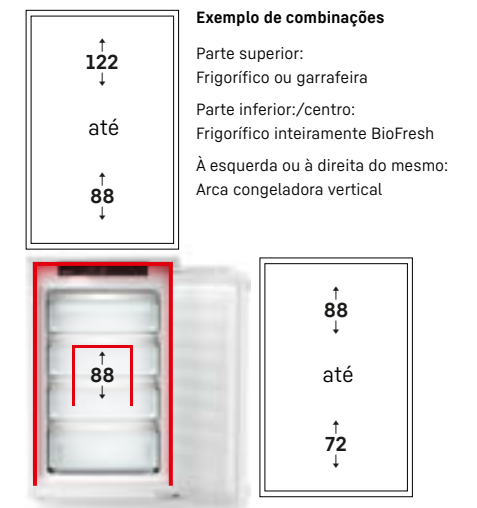 122
até
88
Exemplo de combinações
Parte superior:
Frigorífico ou garrafeira
Parte inferior:/centro:
Frigorífico inteiramente BioFresh
À esquerda ou à direita do mesmo:
Arca congeladora vertical
88
88
até
72